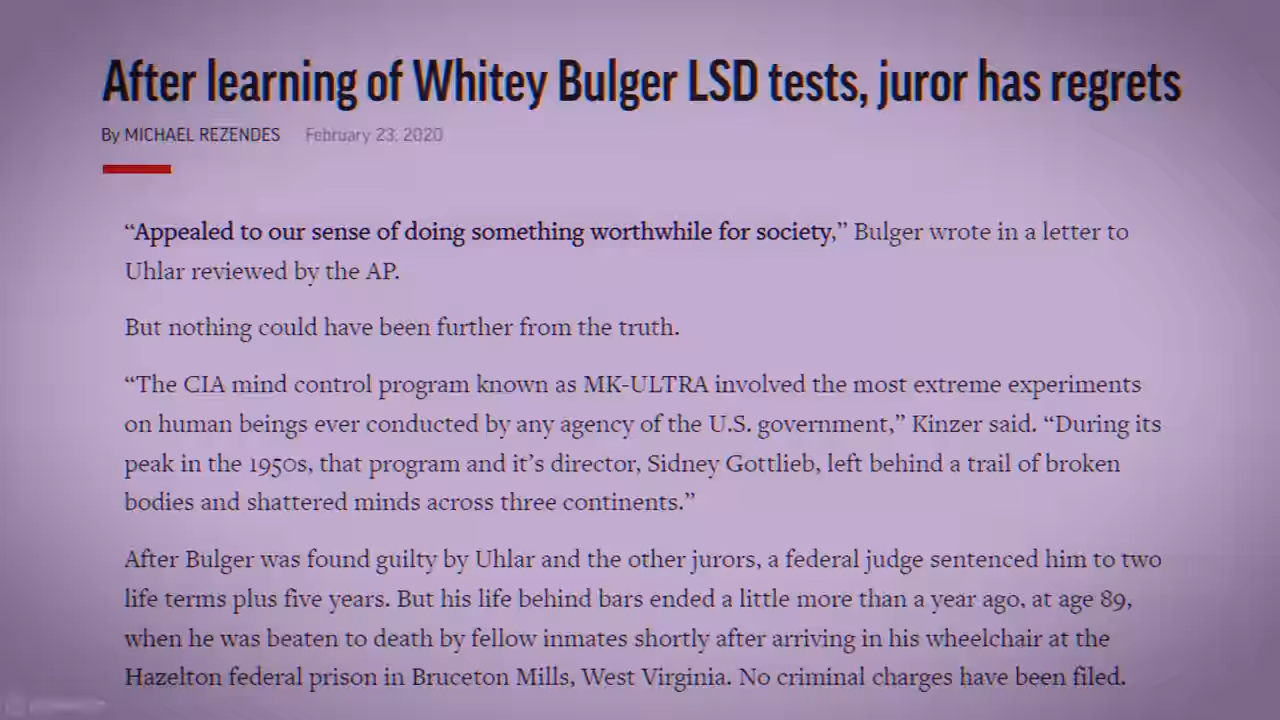 After learning of Whitey Bulger LSD tests, juror has regrets
By MICHAEL REZENDES February 23, 2020
“Appealed to our sense of doing something worthwhile for society,” Bulger wrote in a letter to
Uhlar reviewed by the AP.
But nothing could have been further from the truth.
“The CIA mind control program known as MK-ULTRA involved the most extreme experiments
on human beings ever conducted by any agency of the U.S. government,” Kinzer said. “During its
peak in the 1950s, that program and it’s director, Sidney Gottlieb, left behind a trail of broken
bodies and shattered minds across three continents.”
After Bulger was found guilty by Uhlar and the other jurors, a federal judge sentenced him to two
life terms plus five years. But his life behind bars ended a little more than a year ago, at age 89,
when he was beaten to death by fellow inmates shortly after arriving in his wheelchair at the
Hazelton federal prison in Bruceton Mills, West Virginia. No criminal charges have been filed.